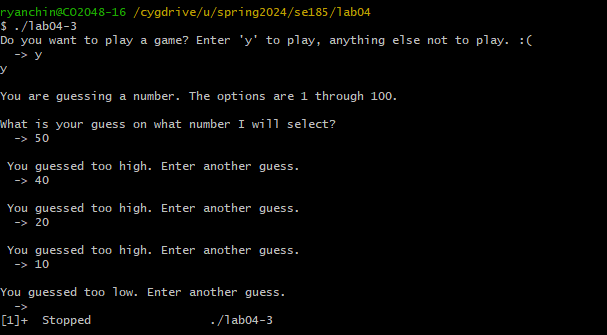 ryanchin@CO2048-16 /cygdrive/u/spring2024/se185/lab04
$ ./lab04-3
Do you want to play a game? Enter 'y' to play, anything else not to play. :(
  -> y
y

You are guessing a number. The options are 1 through 100.

What is your guess on what number I will select?
  -> 50

 You guessed too high. Enter another guess.
  -> 40

 You guessed too high. Enter another guess.
  -> 20

 You guessed too high. Enter another guess.
  -> 10

You guessed too low. Enter another guess.
  ->
[1]+  Stopped                 ./lab04-3